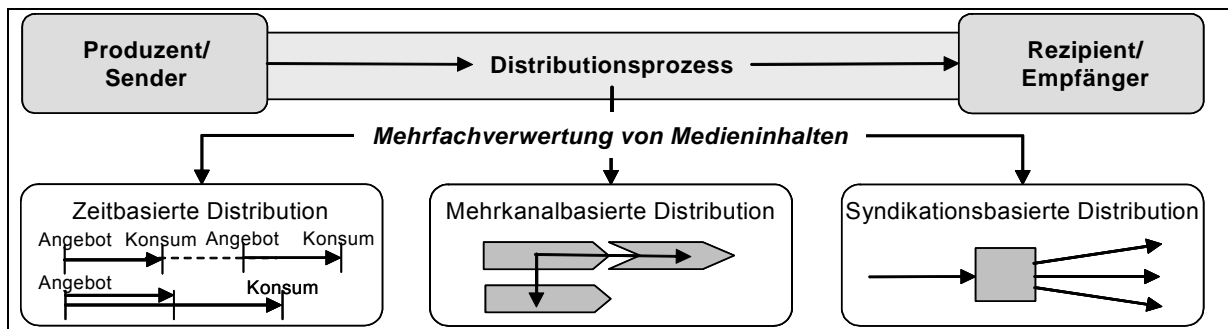 Produzent/
Sender
Distributionsprozess
Rezipient/
Empfänger
Mehrfachverwertung von Medieninhalten
Zeitbasierte Distribution
Angebot Konsum Angebot Konsum
Angebot Konsum
Mehrkanalbasierte Distribution
Syndikationsbasierte Distribution